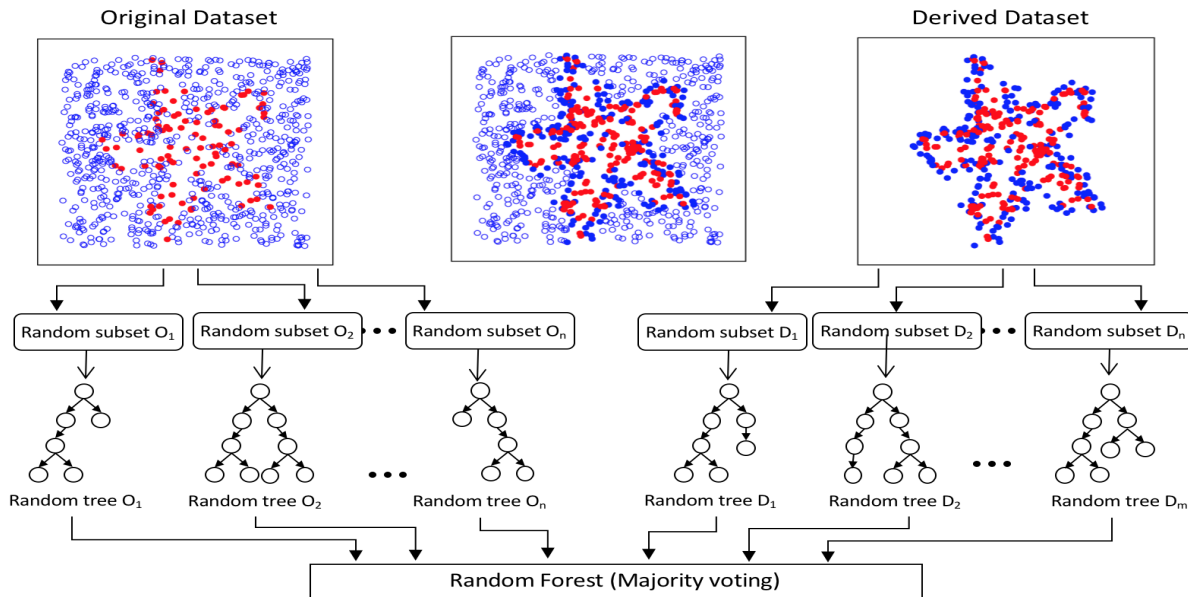 Original Dataset
Derived Dataset
Random subset O₁
Random subset O₂
Random subset Oₙ
Random subset D₁
Random subset D₂
Random subset Dₙ
Random tree O₁
Random tree O₂
Random tree Oₙ
Random tree D₁
Random tree D₂
Random tree Dₘ
Random Forest (Majority voting)